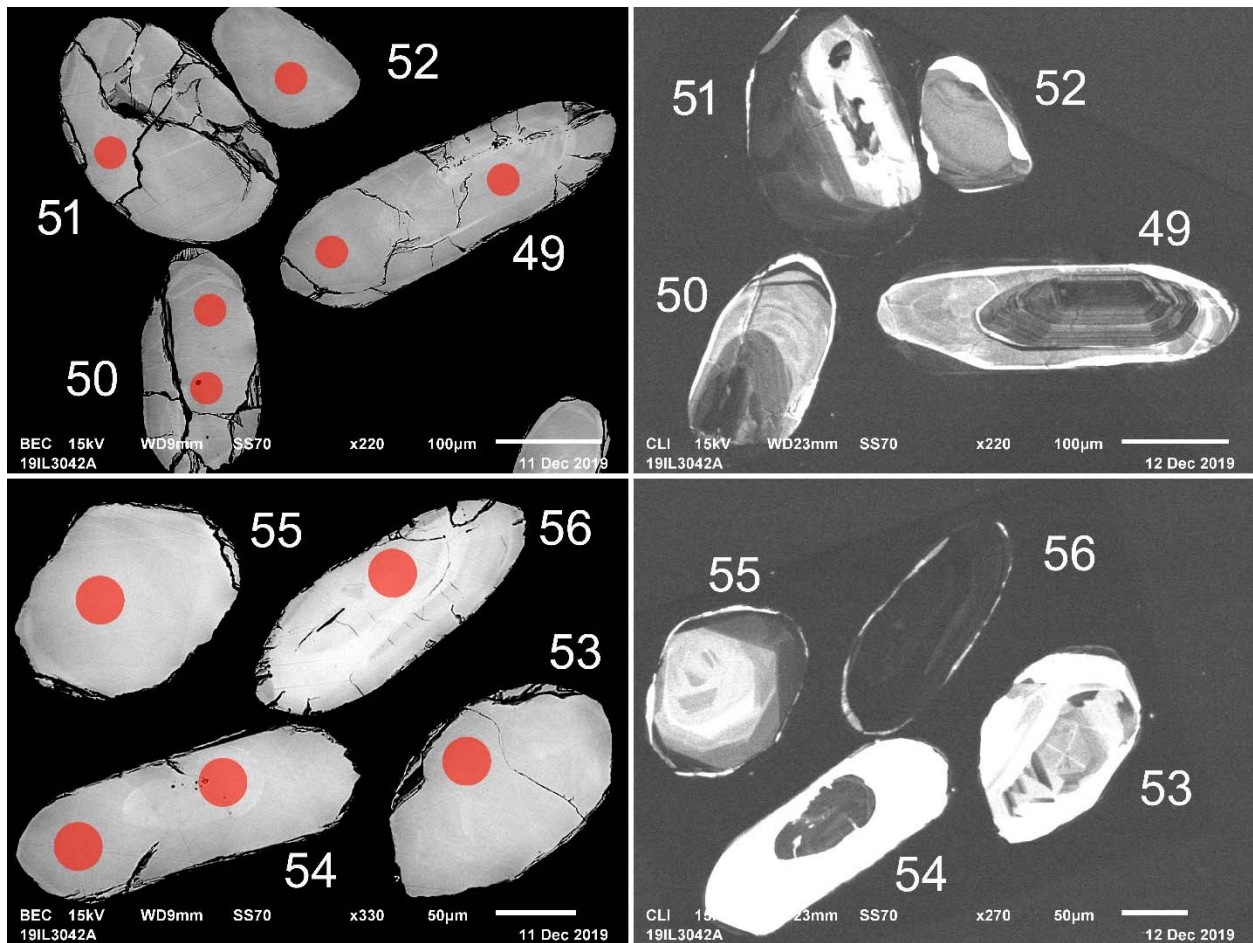 52
51
49
50
BEC 15kV WD9mm SS70 x220 100µm
19IL3042A 11 Dec 2019
51
52
49
50
CLI 15kV WD23mm SS70 x220 100µm
19IL3042A 12 Dec 2019
55
56
53
54
BEC 15kV WD9mm SS70 x330 50µm
19IL3042A 11 Dec 2019
56
55
53
54
CLI 23mm SS70 x270 50µm
19IL3042A 12 Dec 2019